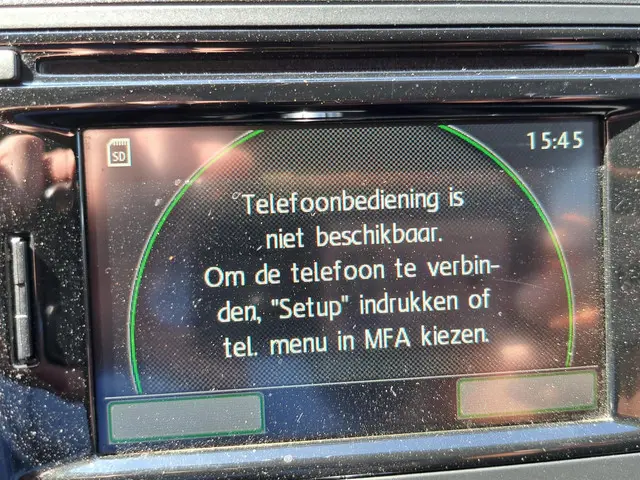 SD
15:45
Telefoonbediening is
niet beschikbaar.
Om de telefoon te verbin-
den, "Setup" indrukken of
tel. menu in MFA kiezen.